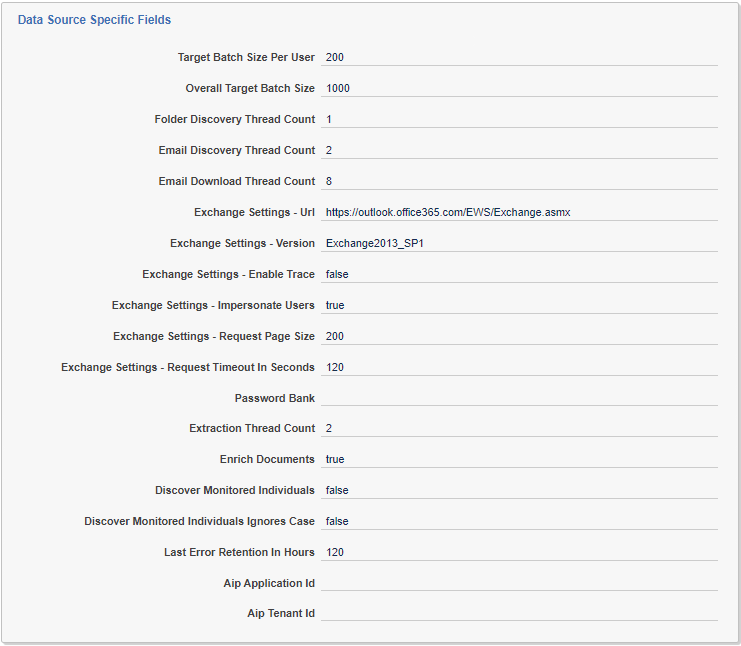 Data Source Specific Fields
Target Batch Size Per User 200
Overall Target Batch Size 1000
Folder Discovery Thread Count 1
Email Discovery Thread Count 2
Email Download Thread Count 8
Exchange Settings - Url https://outlook.office365.com/EWS/Exchange.asmx
Exchange Settings - Version Exchange2013_SP1
Exchange Settings - Enable Trace false
Exchange Settings - Impersonate Users true
Exchange Settings - Request Page Size 200
Exchange Settings - Request Timeout In Seconds 120
Password Bank
Extraction Thread Count 2
Enrich Documents true
Discover Monitored Individuals false
Discover Monitored Individuals Ignores Case false
Last Error Retention In Hours 120
Aip Application Id
Aip Tenant Id